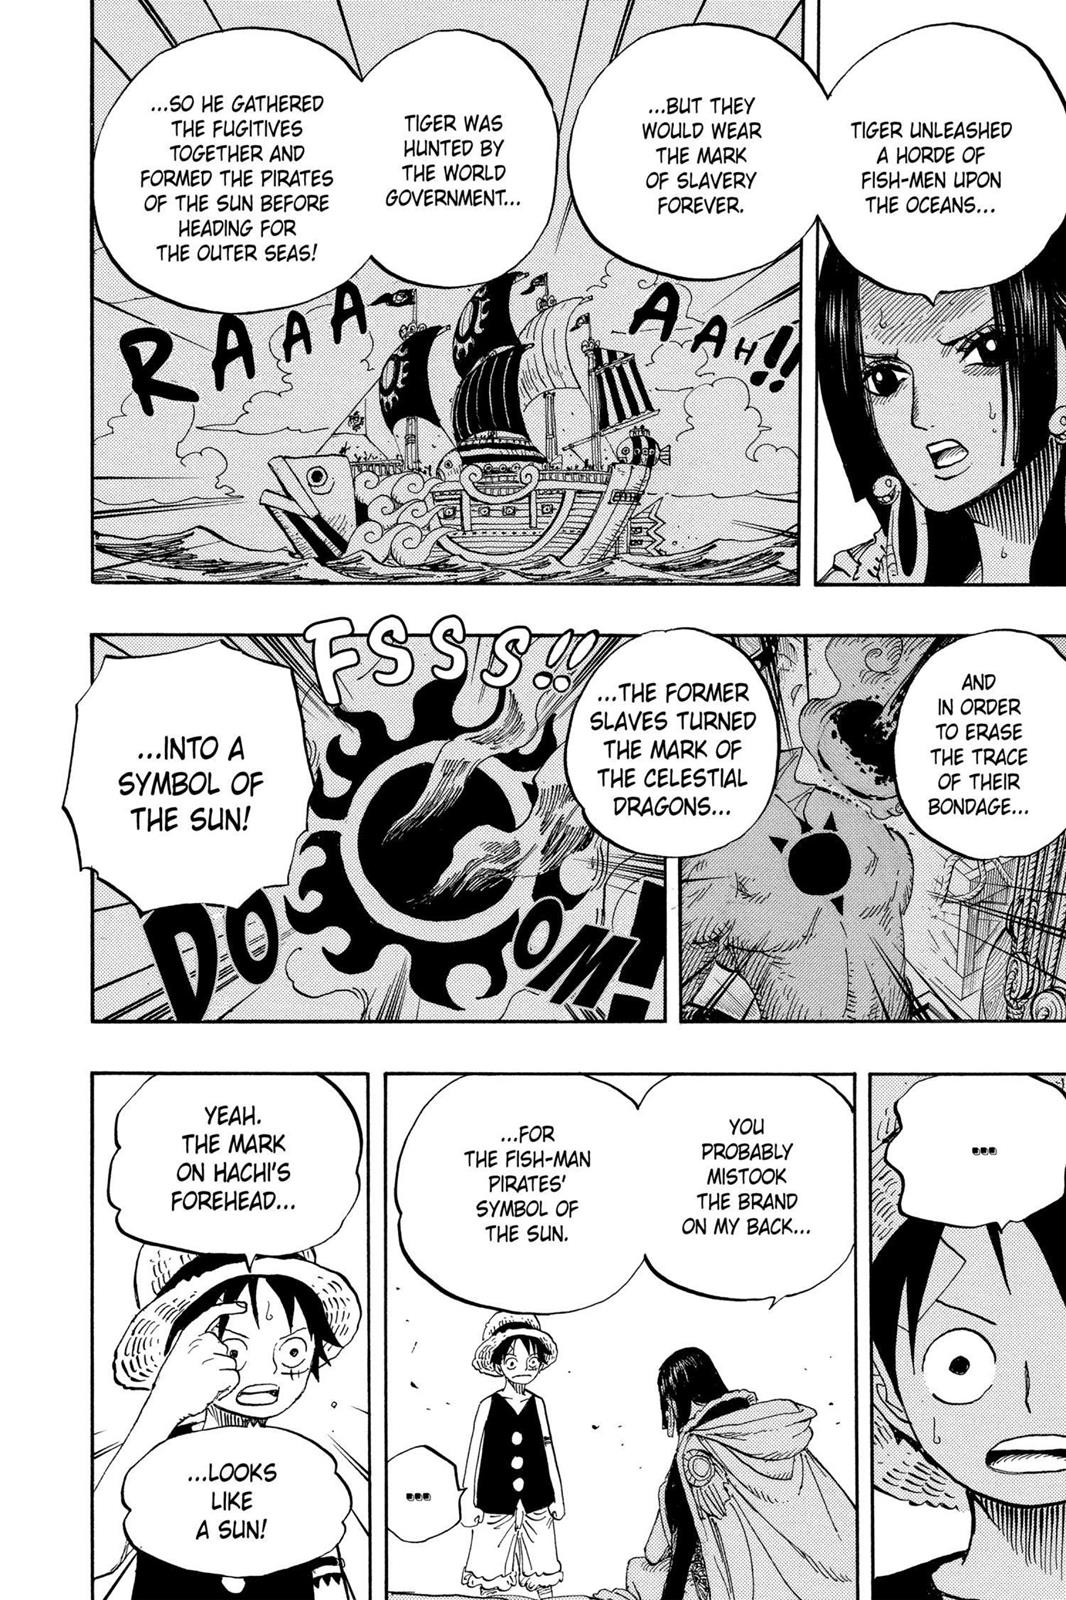 TIGER UNLEASHED
A HORDE OF
FISH-MEN UPON
THE OCEANS...
...BUT THEY
WOULD WEAR
THE MARK
OF SLAVERY
FOREVER.
TIGER WAS
HUNTED BY
THE WORLD
GOVERNMENT...
...SO HE GATHERED
THE FUGITIVES
TOGETHER AND
FORMED THE PIRATES
OF THE SUN BEFORE
HEADING FOR
THE OUTER SEAS!
RAAA
AAH!!
AND
IN ORDER
TO ERASE
THE TRACE
OF THEIR
BONDAGE...
...THE FORMER
SLAVES TURNED
THE MARK OF
THE CELESTIAL
DRAGONS...
FSSS!!
...INTO A
SYMBOL OF
THE SUN!
DOOM!
...
YOU
PROBABLY
MISTOOK
THE BRAND
ON MY BACK...
...FOR
THE FISH-MAN
PIRATES'
SYMBOL OF
THE SUN.
...
YEAH.
THE MARK
ON HACHI'S
FOREHEAD...
...LOOKS
LIKE
A SUN!